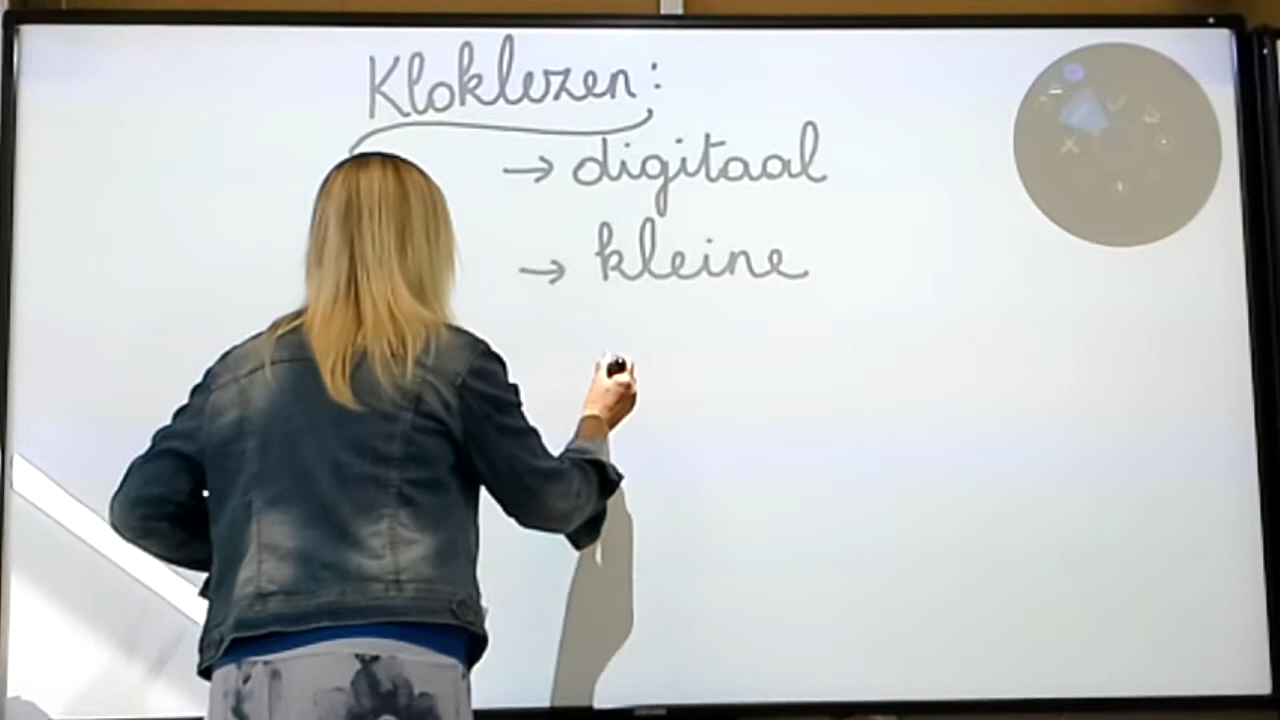 Kloklezen:
→ digitaal
→ kleine